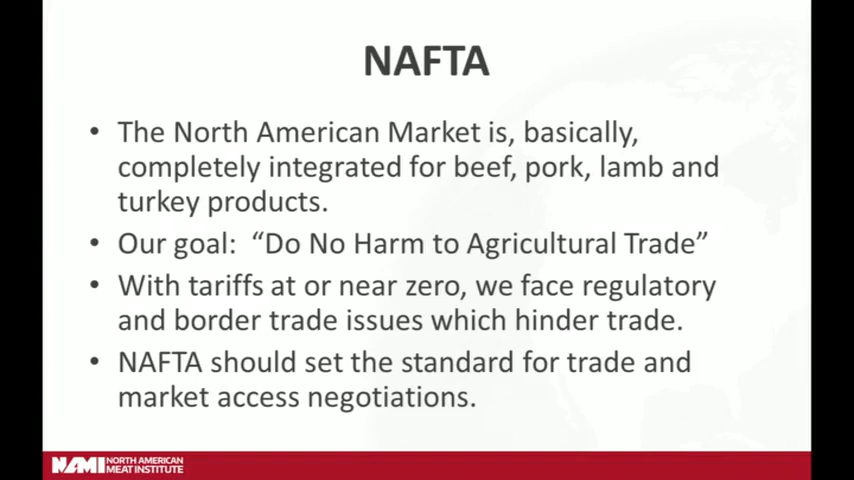 NAFTA
• The North American Market is, basically,
completely integrated for beef, pork, lamb and
turkey products.
• Our goal:  “Do No Harm to Agricultural Trade”
• With tariffs at or near zero, we face regulatory
and border trade issues which hinder trade.
• NAFTA should set the standard for trade and
market access negotiations.
NAMI NORTH AMERICAN
MEAT INSTITUTE